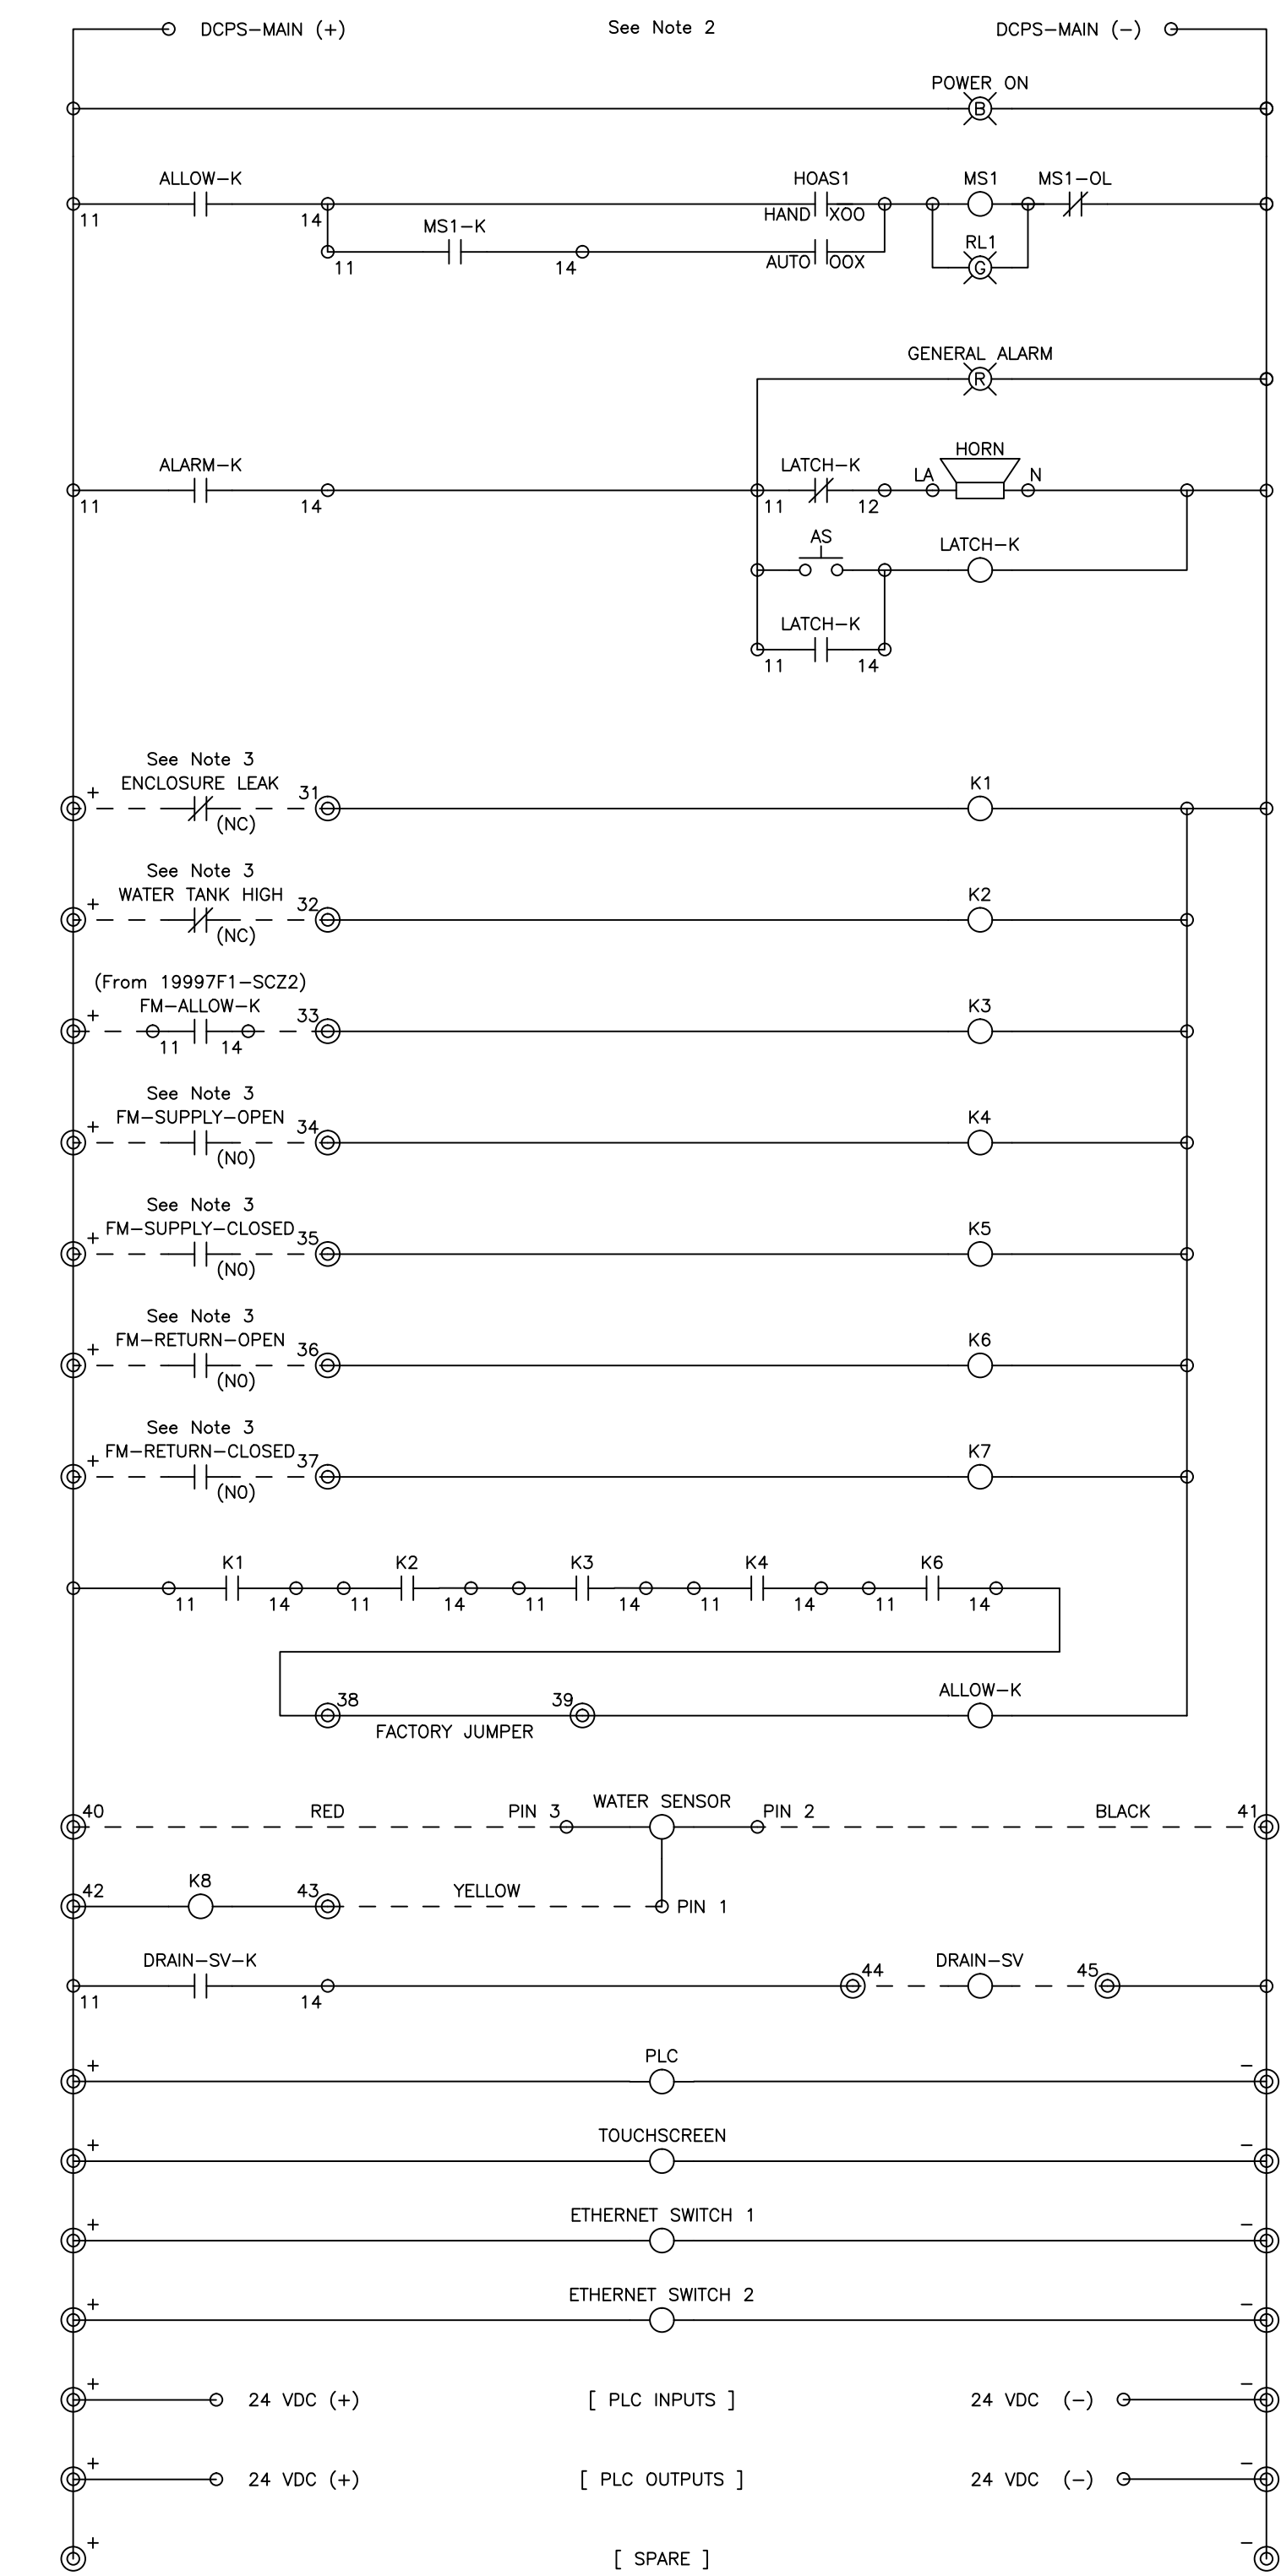 DCPS-MAIN (+) See Note 2 DCPS-MAIN (-)
POWER ON
B
ALLOW-K HOAS1 MS1 MS1-OL
11 14 HAND XOO
MS1-K RL1
11 14 AUTO OOX G
GENERAL ALARM
R
ALARM-K LATCH-K HORN
LA N
11 14 11 12
AS LATCH-K
LATCH-K
11 14
See Note 3
ENCLOSURE LEAK K1
+ 31
(NC)
See Note 3
WATER TANK HIGH K2
+ 32
(NC)
(From 19997F1-SCZ2)
FM-ALLOW-K K3
+ 33
11 14
See Note 3
FM-SUPPLY-OPEN K4
+ 34
(NO)
See Note 3
FM-SUPPLY-CLOSED K5
+ 35
(NO)
See Note 3
FM-RETURN-OPEN K6
+ 36
(NO)
See Note 3
FM-RETURN-CLOSED K7
+ 37
(NO)
K1 K2 K3 K4 K6
11 14 11 14 11 14 11 14 11 14
38 39 ALLOW-K
FACTORY JUMPER
40 RED PIN 3 WATER SENSOR PIN 2 BLACK 41
K8
42 43 YELLOW PIN 1
DRAIN-SV-K DRAIN-SV
44 45
11 14
PLC
+ -
TOUCHSCREEN
+ -
ETHERNET SWITCH 1
+ -
ETHERNET SWITCH 2
+ -
+ 24 VDC (+) [ PLC INPUTS ] 24 VDC (-) -
+ 24 VDC (+) [ PLC OUTPUTS ] 24 VDC (-) -
+ [ SPARE ] -